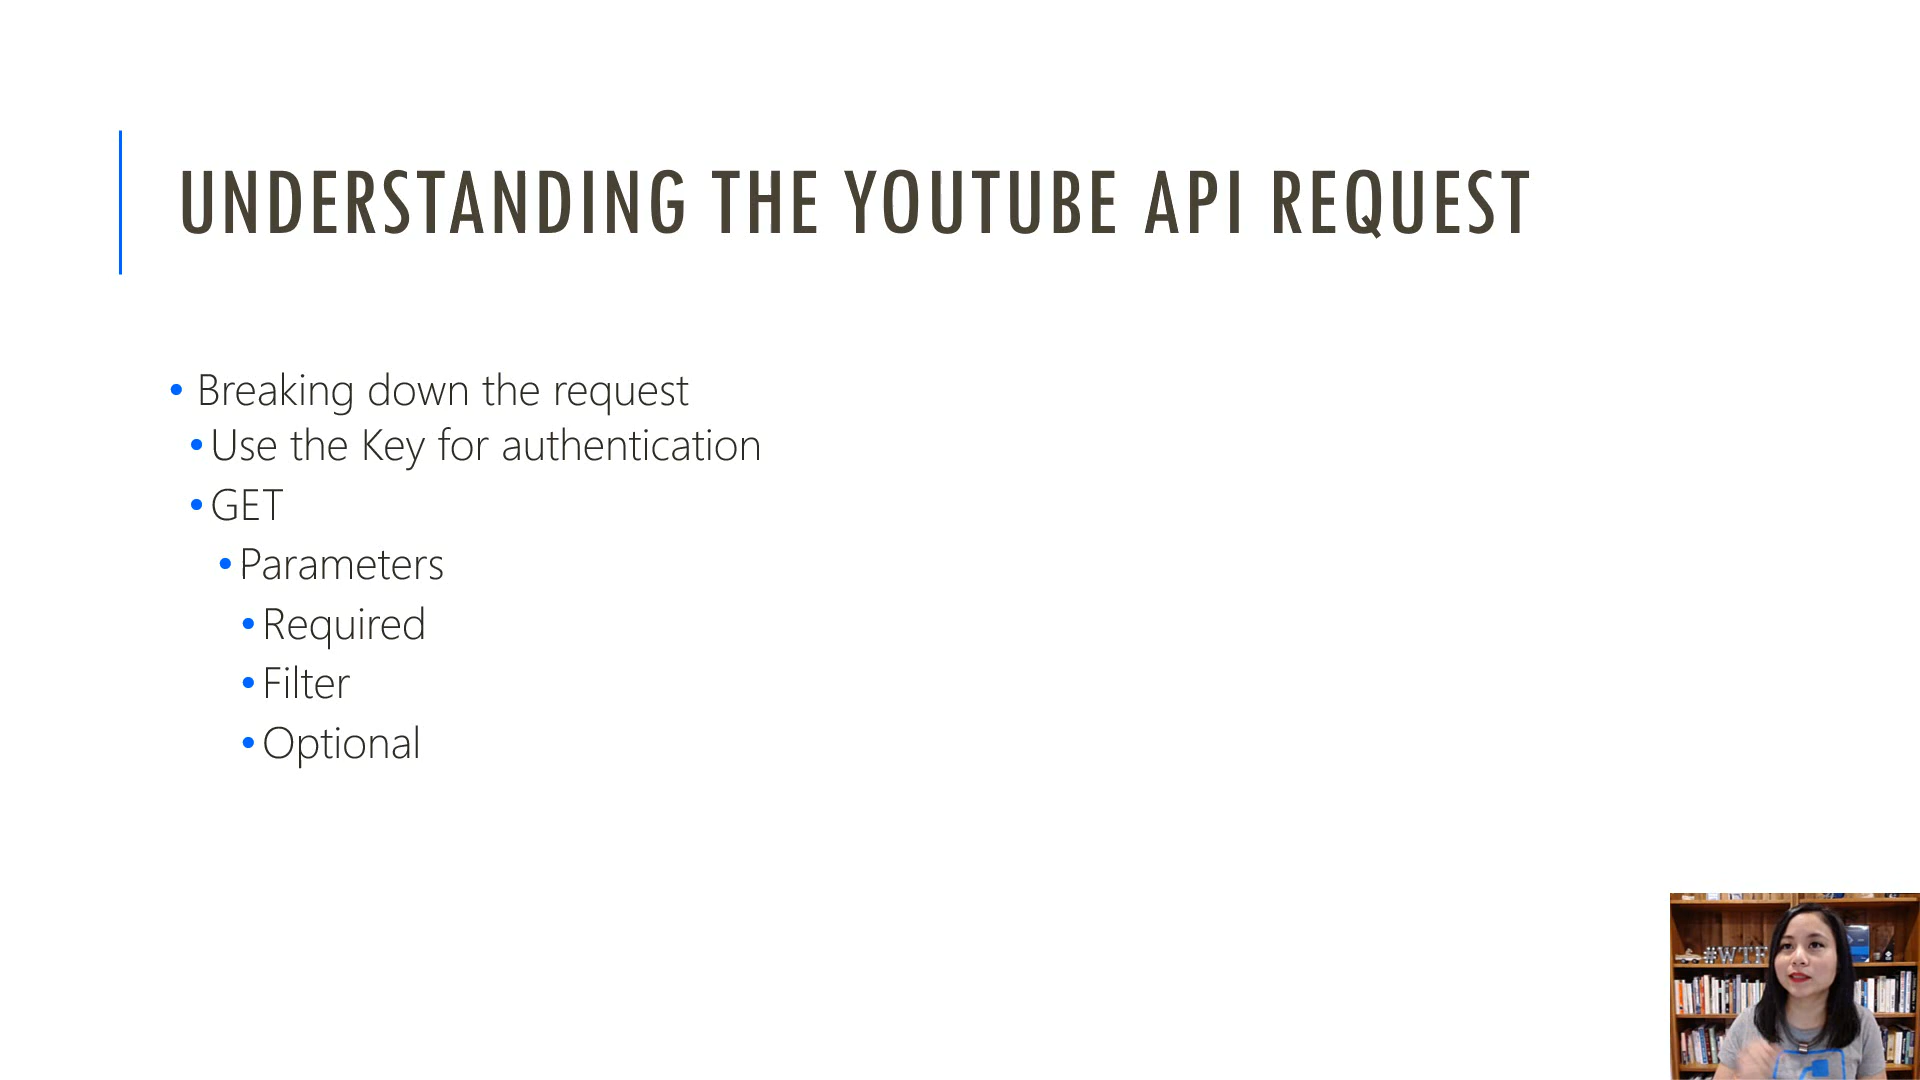 UNDERSTANDING THE YOUTUBE API REQUEST
• Breaking down the request
• Use the Key for authentication
• GET
• Parameters
• Required
• Filter
• Optional
#WTF